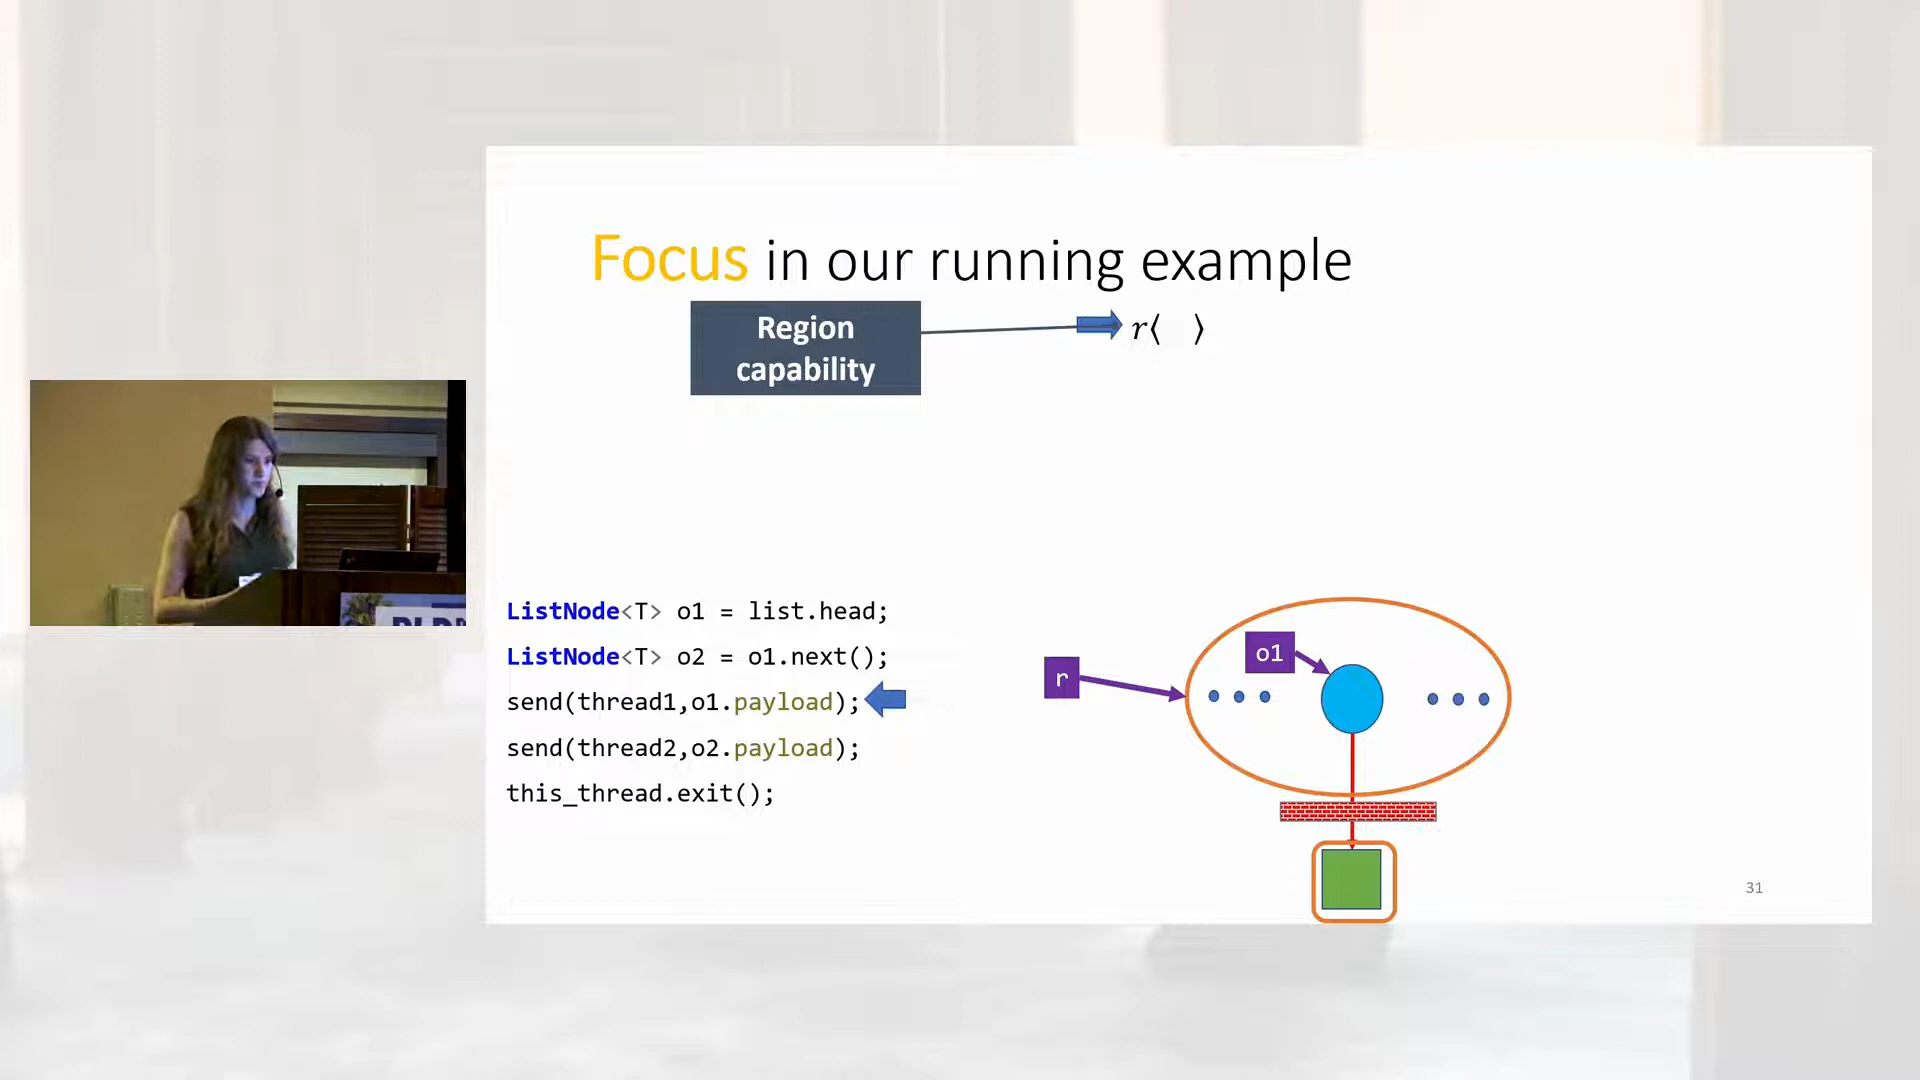 Focus in our running example
Region
capability
r⟨ ⟩
ListNode<T> o1 = list.head;
ListNode<T> o2 = o1.next();
send(thread1,o1.payload);
send(thread2,o2.payload);
this_thread.exit();
r
o1
31